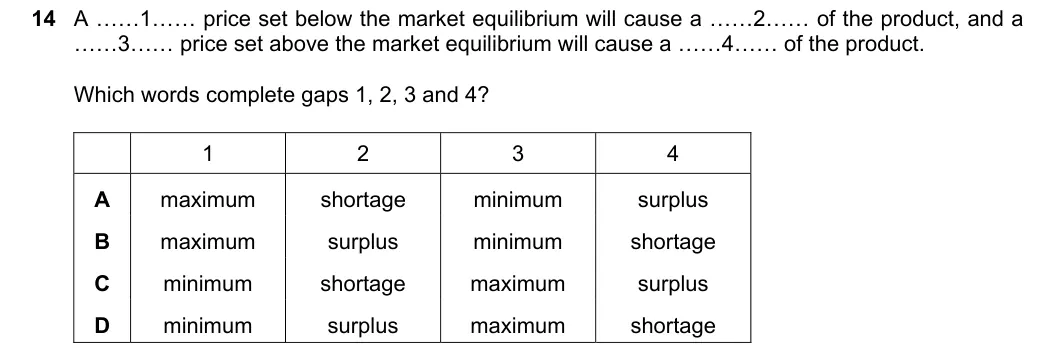 14 A ......1...... price set below the market equilibrium will cause a ......2...... of the product, and a
......3...... price set above the market equilibrium will cause a ......4...... of the product.
Which words complete gaps 1, 2, 3 and 4?
1 2 3 4
A maximum shortage minimum surplus
B maximum surplus minimum shortage
C minimum shortage maximum surplus
D minimum surplus maximum shortage